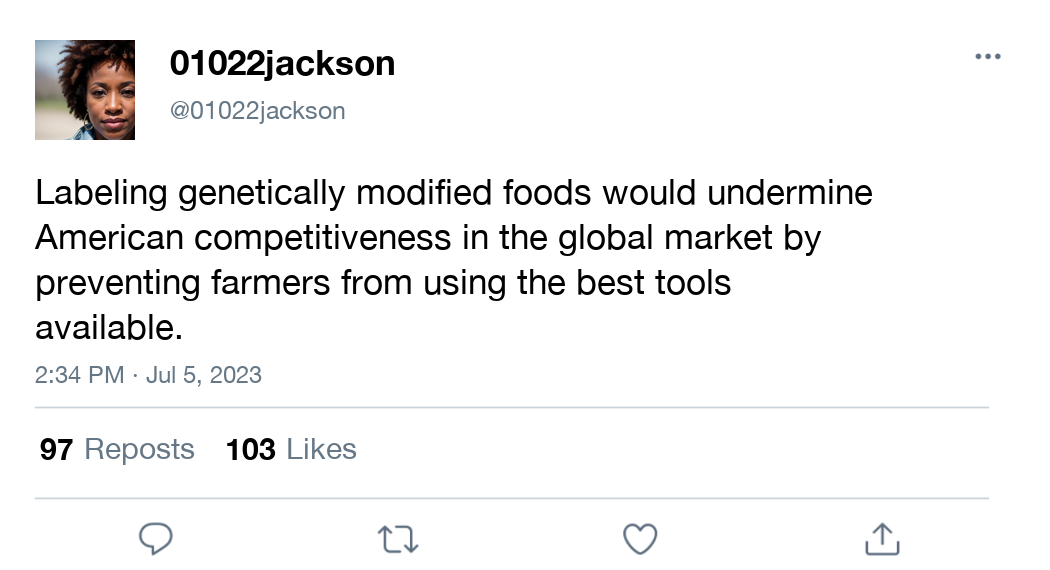 01022jackson
@01022jackson
Labeling genetically modified foods would undermine
American competitiveness in the global market by
preventing farmers from using the best tools
available.
2:34 PM · Jul 5, 2023
97 Reposts 103 Likes